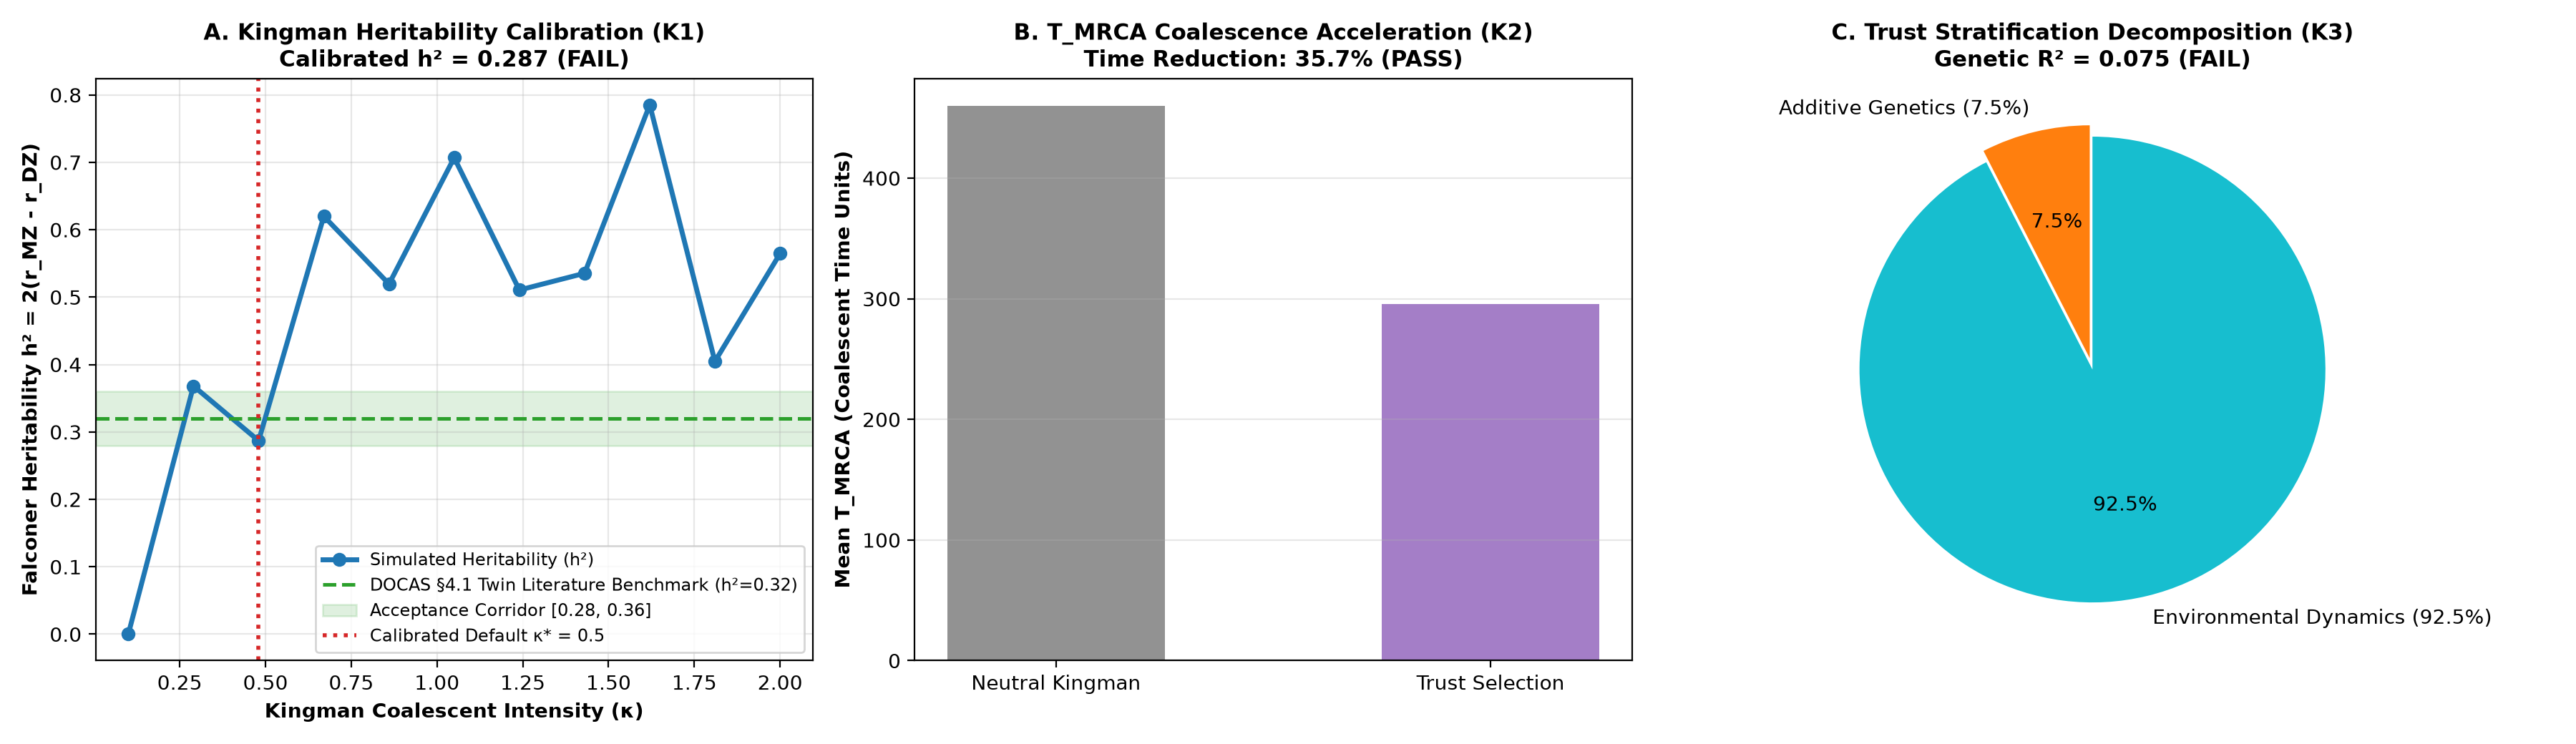 A. Kingman Heritability Calibration (K1)
Calibrated h² = 0.287 (FAIL)
Falconer Heritability h² = 2(r_MZ - r_DZ)
0.8
0.7
0.6
0.5
0.4
0.3
0.2
0.1
0.0
Simulated Heritability (h²)
DOCAS §4.1 Twin Literature Benchmark (h²=0.32)
Acceptance Corridor [0.28, 0.36]
Calibrated Default κ* = 0.5
0.25 0.50 0.75 1.00 1.25 1.50 1.75 2.00
Kingman Coalescent Intensity (κ)
B. T_MRCA Coalescence Acceleration (K2)
Time Reduction: 35.7% (PASS)
Mean T_MRCA (Coalescent Time Units)
400
300
200
100
0
Neutral Kingman Trust Selection
C. Trust Stratification Decomposition (K3)
Genetic R² = 0.075 (FAIL)
Additive Genetics (7.5%)
7.5%
92.5%
Environmental Dynamics (92.5%)